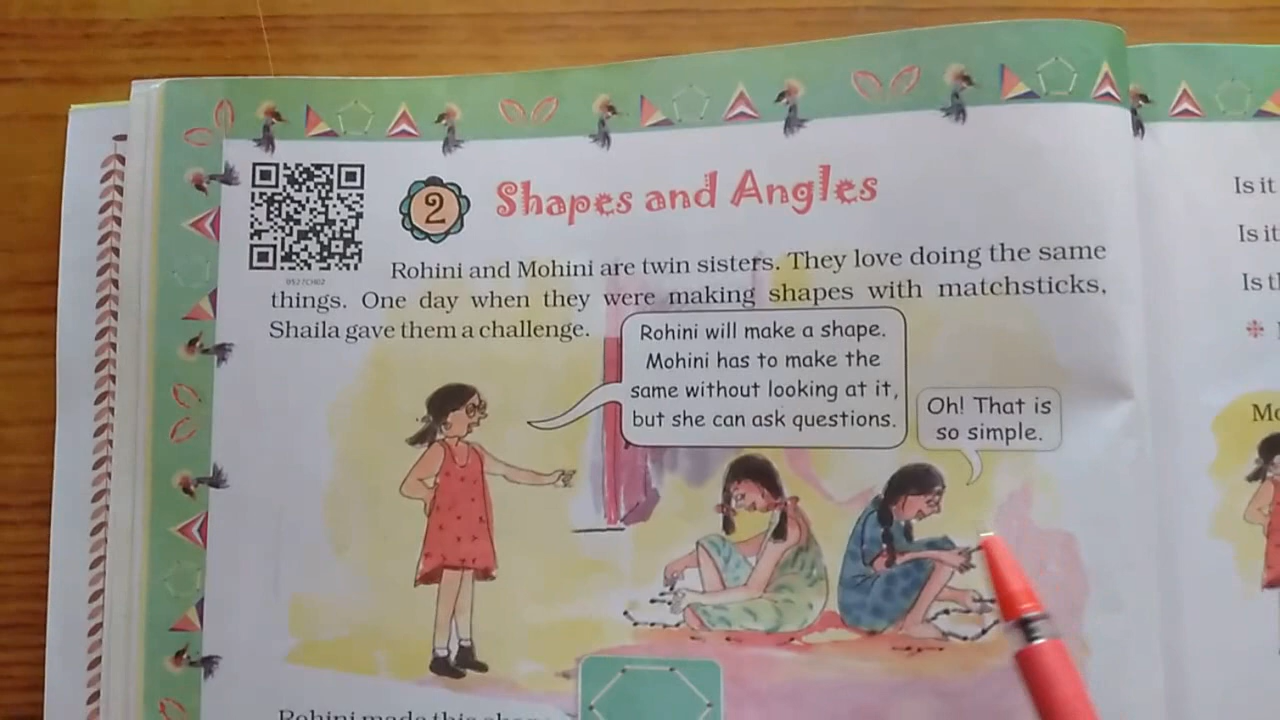 2 Shapes and Angles
Rohini and Mohini are twin sisters. They love doing the same
things. One day when they were making shapes with matchsticks,
Shaila gave them a challenge.
Rohini will make a shape.
Mohini has to make the
same without looking at it,
but she can ask questions.
Oh! That is
so simple.
Rohini made this
Is it
Is it
Is